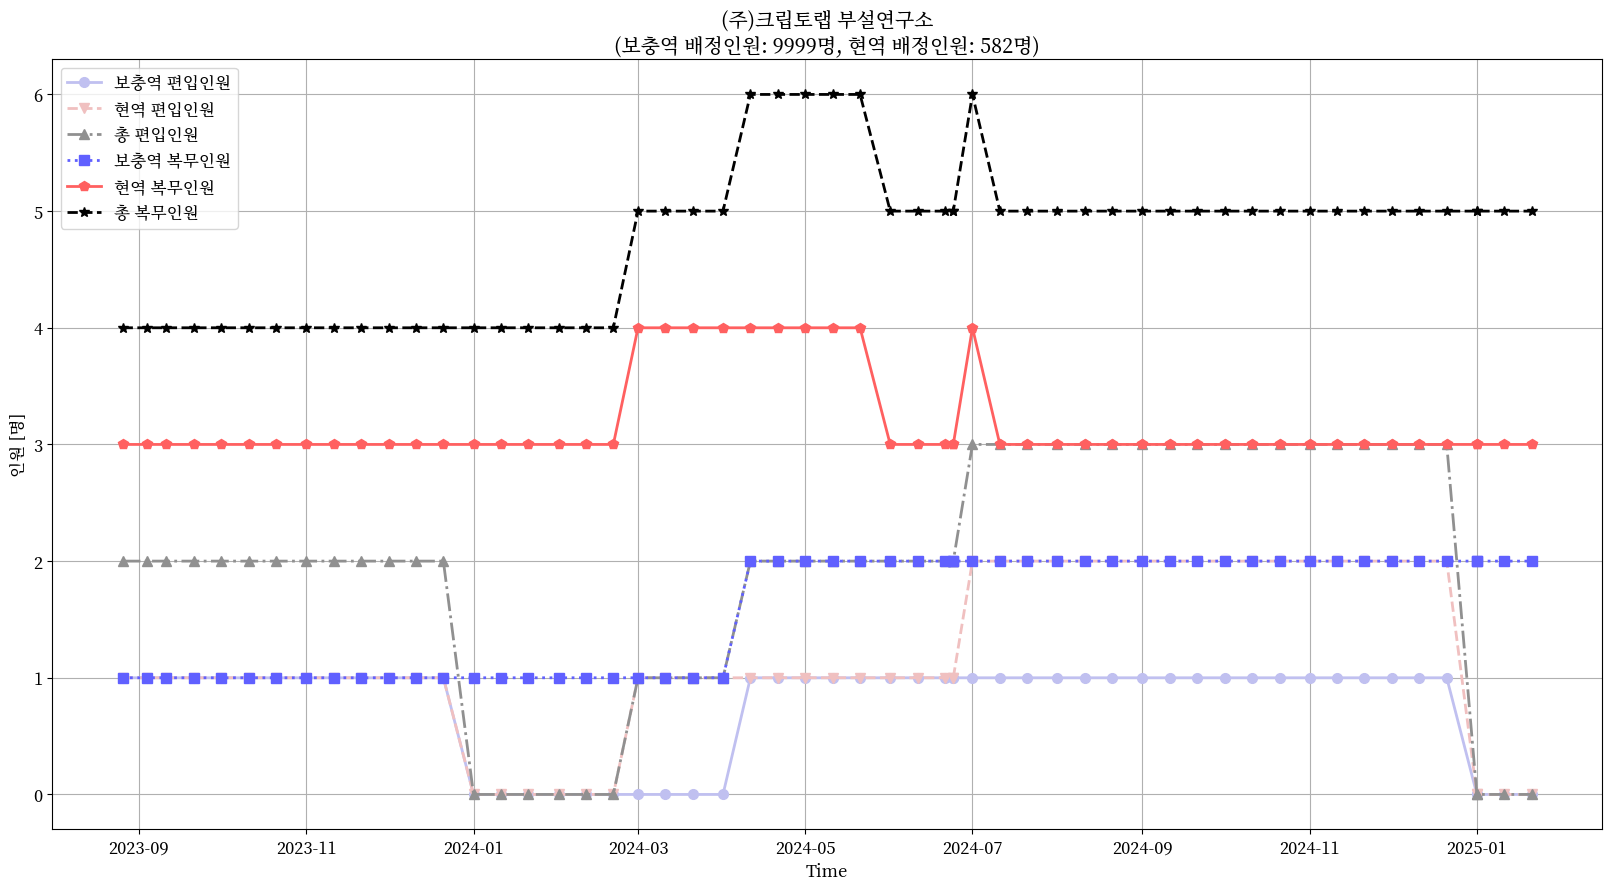 (주)크립토랩 부설연구소
(보충역 배정인원: 9999명, 현역 배정인원: 582명)
보충역 편입인원
현역 편입인원
총 편입인원
보충역 복무인원
현역 복무인원
총 복무인원
인원 [명]
6
5
4
3
2
1
0
2023-09 2023-11 2024-01 2024-03 2024-05 2024-07 2024-09 2024-11 2025-01
Time